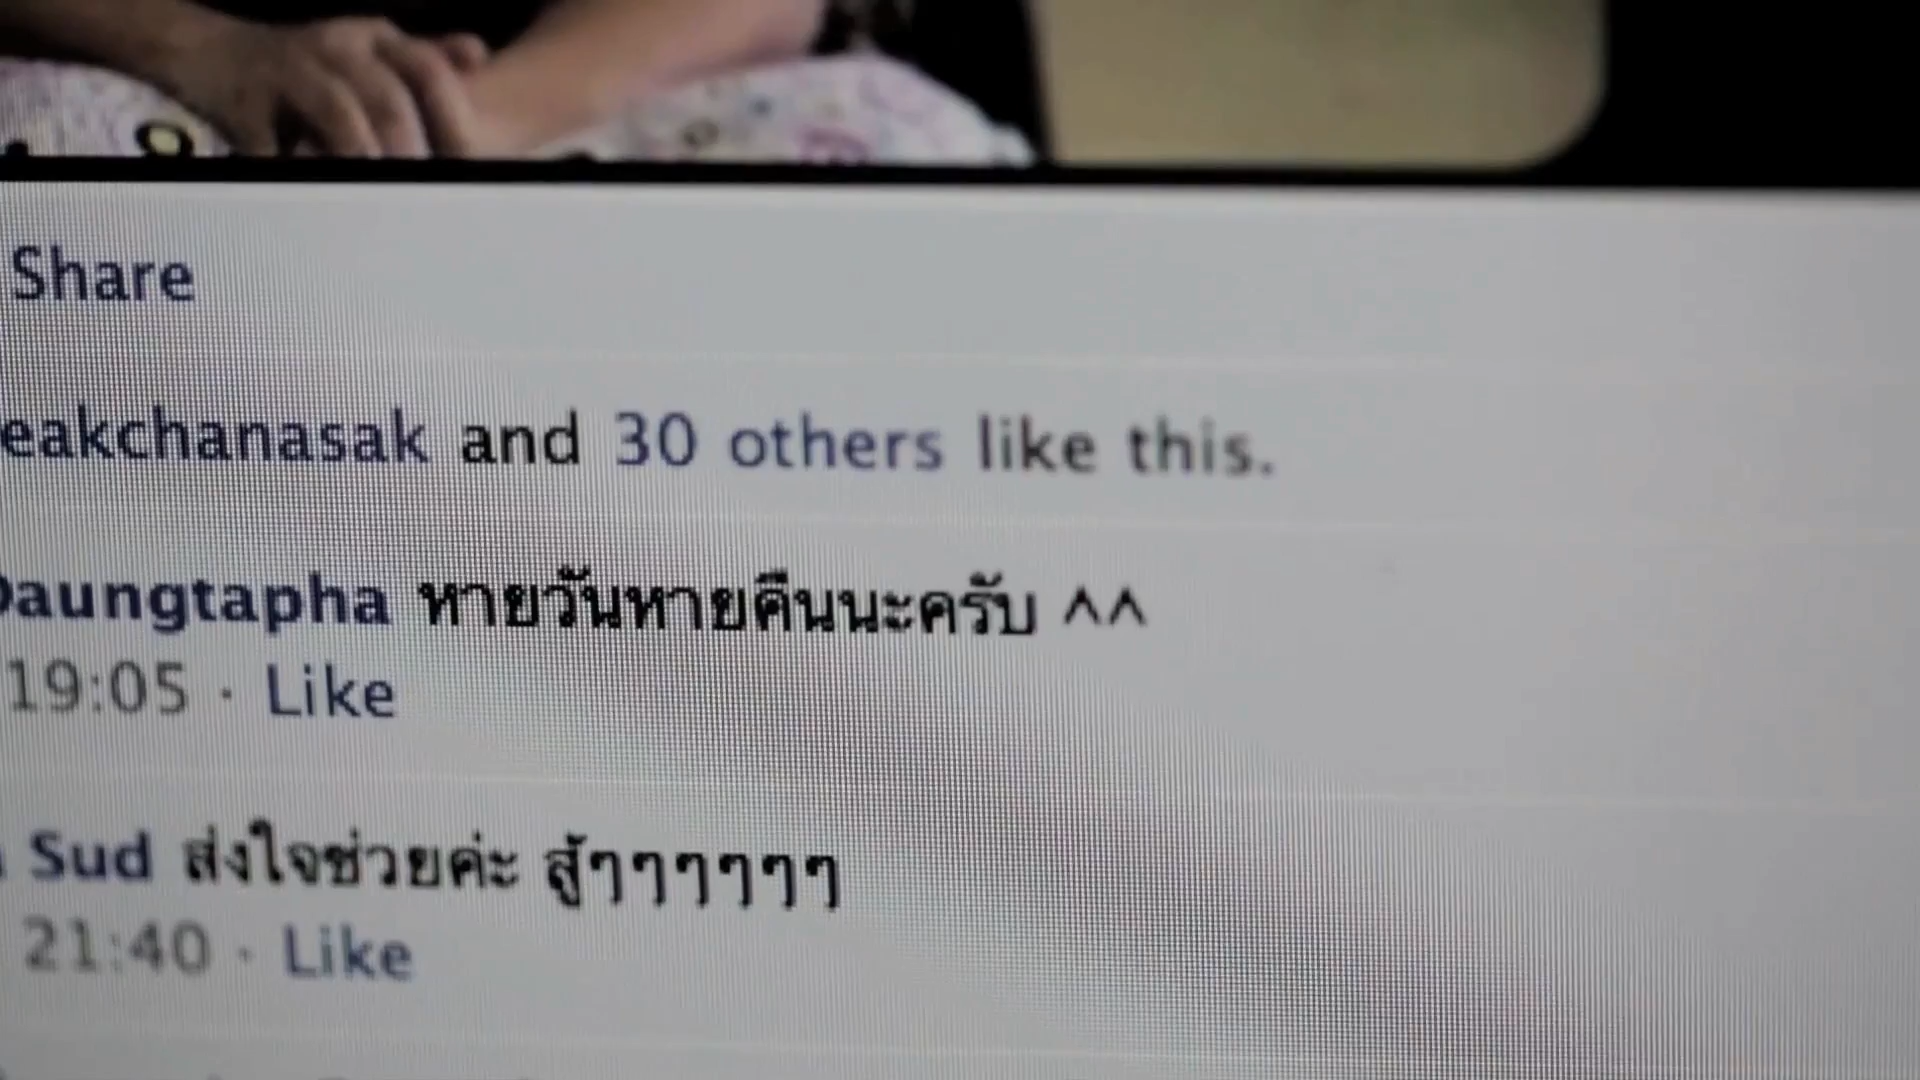 Share
eakchanasak and 30 others like this.
Daungtapha หายวันหายคืนนะครับ ^^
19:05 · Like
Sud ส่งใจช่วยค่ะ สู้ๆๆๆๆๆๆ
21:40 · Like